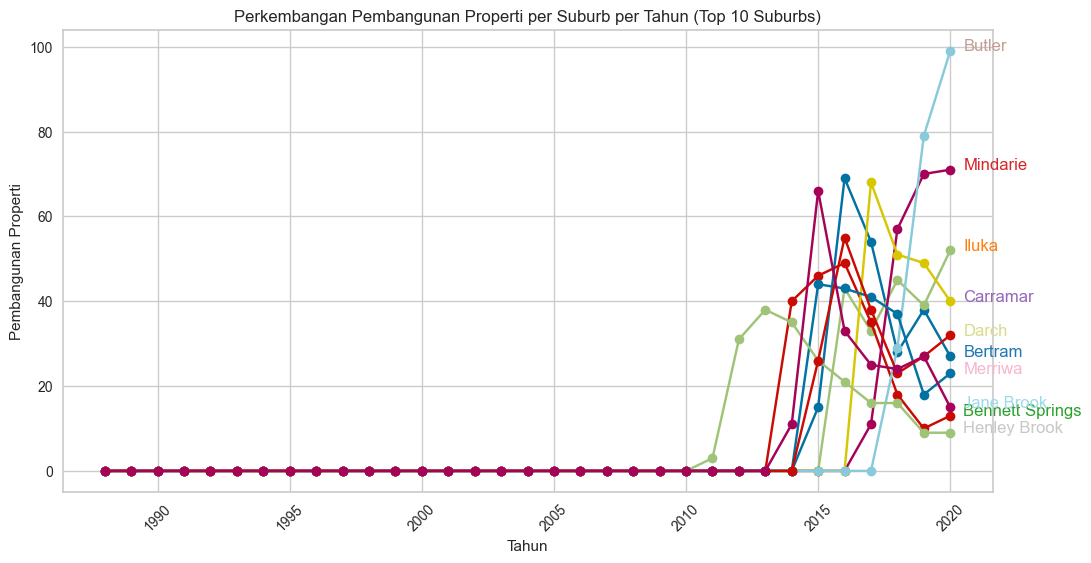 Perkembangan Pembangunan Properti per Suburb per Tahun (Top 10 Suburbs)
Pembangunan Properti
100
80
60
40
20
0
Butler
Mindarie
Iluka
Carramar
Darch
Bertram
Merriwa
Jane Brook
Bennett Springs
Henley Brook
1990
1995
2000
2005
2010
2015
2020
Tahun